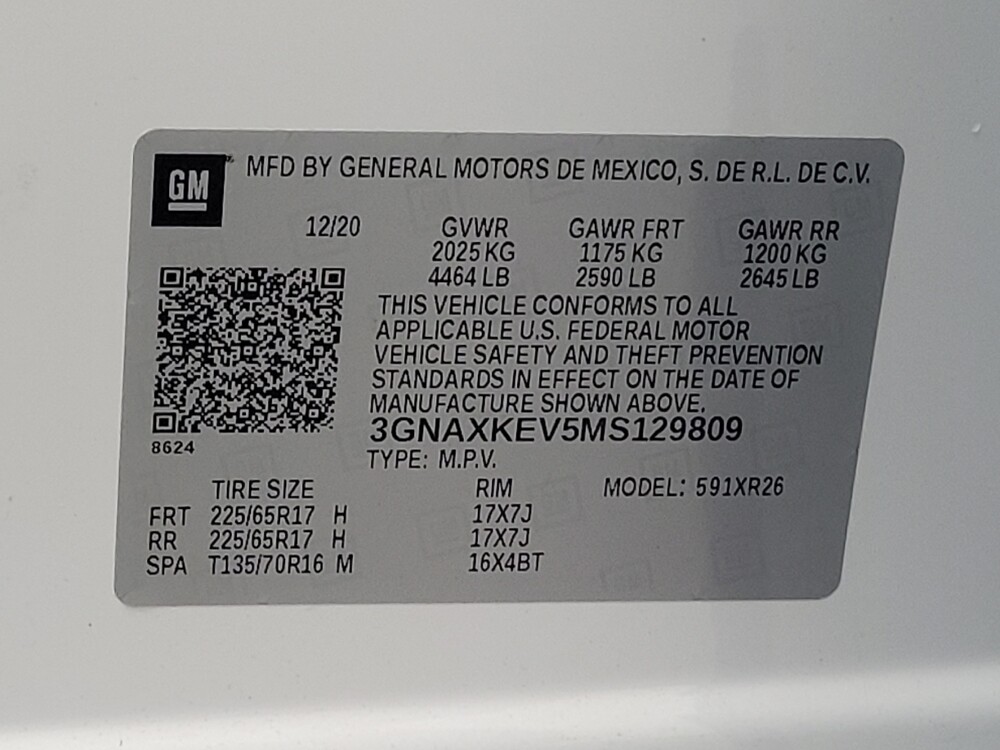 GM
MFD BY GENERAL MOTORS DE MEXICO, S. DE R.L. DE C.V.
12/20 GVWR GAWR FRT GAWR RR
2025 KG 1175 KG 1200 KG
4464 LB 2590 LB 2645 LB
THIS VEHICLE CONFORMS TO ALL
APPLICABLE U.S. FEDERAL MOTOR
VEHICLE SAFETY AND THEFT PREVENTION
STANDARDS IN EFFECT ON THE DATE OF
MANUFACTURE SHOWN ABOVE.
3GNAXKEV5MS129809
8624
TYPE: M.P.V.
TIRE SIZE RIM MODEL: 591XR26
FRT 225/65R17 H 17X7J
RR 225/65R17 H 17X7J
SPA T135/70R16 M 16X4BT